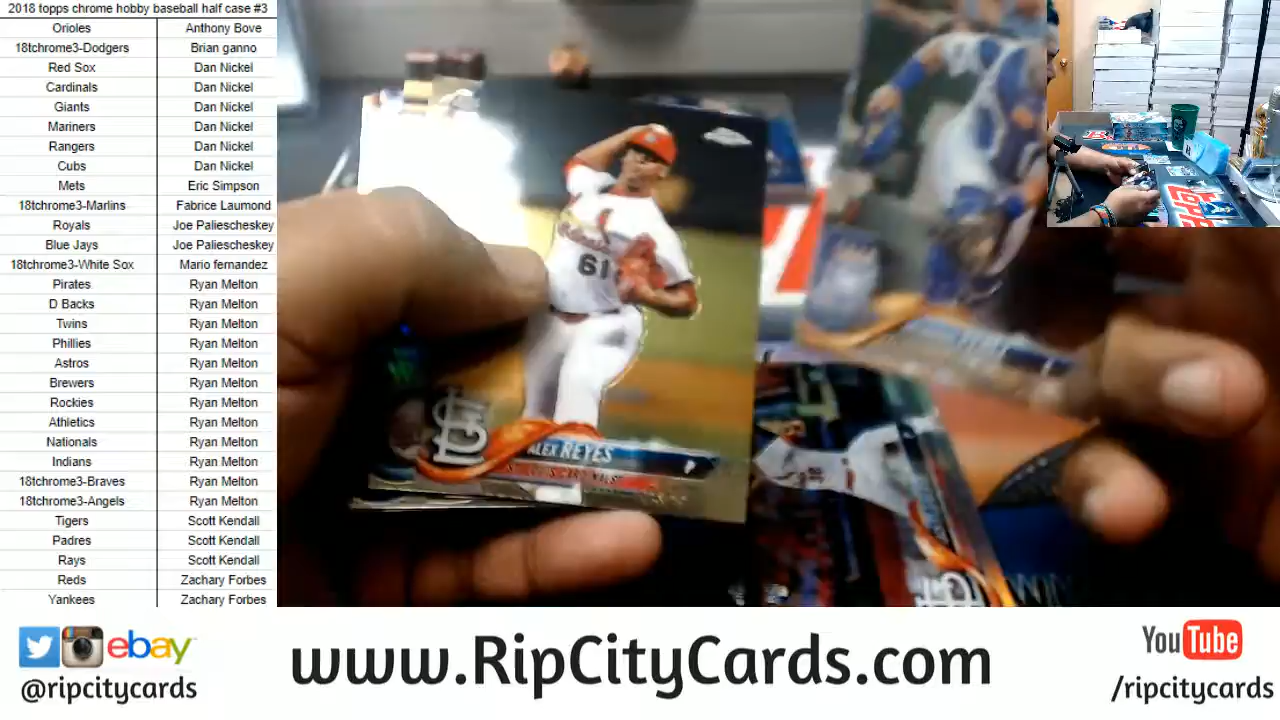 2018 topps chrome hobby baseball half case #3
Orioles Anthony Bove
18tchrome3-Dodgers Brian ganno
Red Sox Dan Nickel
Cardinals Dan Nickel
Giants Dan Nickel
Mariners Dan Nickel
Rangers Dan Nickel
Cubs Dan Nickel
Mets Eric Simpson
18tchrome3-Marlins Fabrice Laumond
Royals Joe Paliescheskey
Blue Jays Joe Paliescheskey
18tchrome3-White Sox Mario fernandez
Pirates Ryan Melton
D Backs Ryan Melton
Twins Ryan Melton
Phillies Ryan Melton
Astros Ryan Melton
Brewers Ryan Melton
Rockies Ryan Melton
Athletics Ryan Melton
Nationals Ryan Melton
Indians Ryan Melton
18tchrome3-Braves Ryan Melton
18tchrome3-Angels Ryan Melton
Tigers Scott Kendall
Padres Scott Kendall
Rays Scott Kendall
Reds Zachary Forbes
Yankees Zachary Forbes
61
ALEX REYES
P
ebay
@ripcitycards
www.RipCityCards.com
YouTube
/ripcitycards